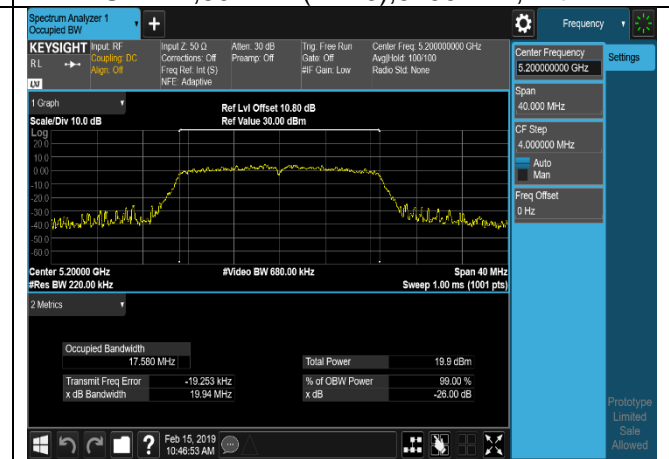 Spectrum Analyzer 1
Occupied BW
+
Frequency
KEYSIGHT
RL
LXI
Input: RF
Coupling: DC
Align: Off
Input Z: 50 Ω
Corrections: Off
Freq Ref: Int (S)
NFE: Adaptive
Atten: 30 dB
Preamp: Off
Trig: Free Run
Gate: Off
#IF Gain: Low
Center Freq: 5.200000000 GHz
Avg|Hold: 100/100
Radio Std: None
Center Frequency
5.200000000 GHz
Settings
Span
40.000 MHz
CF Step
4.000000 MHz
Auto
Man
Freq Offset
0 Hz
1 Graph
Scale/Div 10.0 dB
Ref Lvl Offset 10.80 dB
Ref Value 30.00 dBm
Log
20.0
10.0
0.00
-10.0
-20.0
-30.0
-40.0
-50.0
-60.0
Center 5.20000 GHz
#Res BW 220.00 kHz
#Video BW 680.00 kHz
Span 40 MHz
Sweep 1.00 ms (1001 pts)
2 Metrics
Occupied Bandwidth
17.580 MHz
Total Power 19.9 dBm
Transmit Freq Error -19.253 kHz
% of OBW Power 99.00 %
x dB Bandwidth 19.94 MHz
x dB -26.00 dB
Prototype
Limited
Sale
Allowed
?
Feb 15, 2019
10:46:53 AM